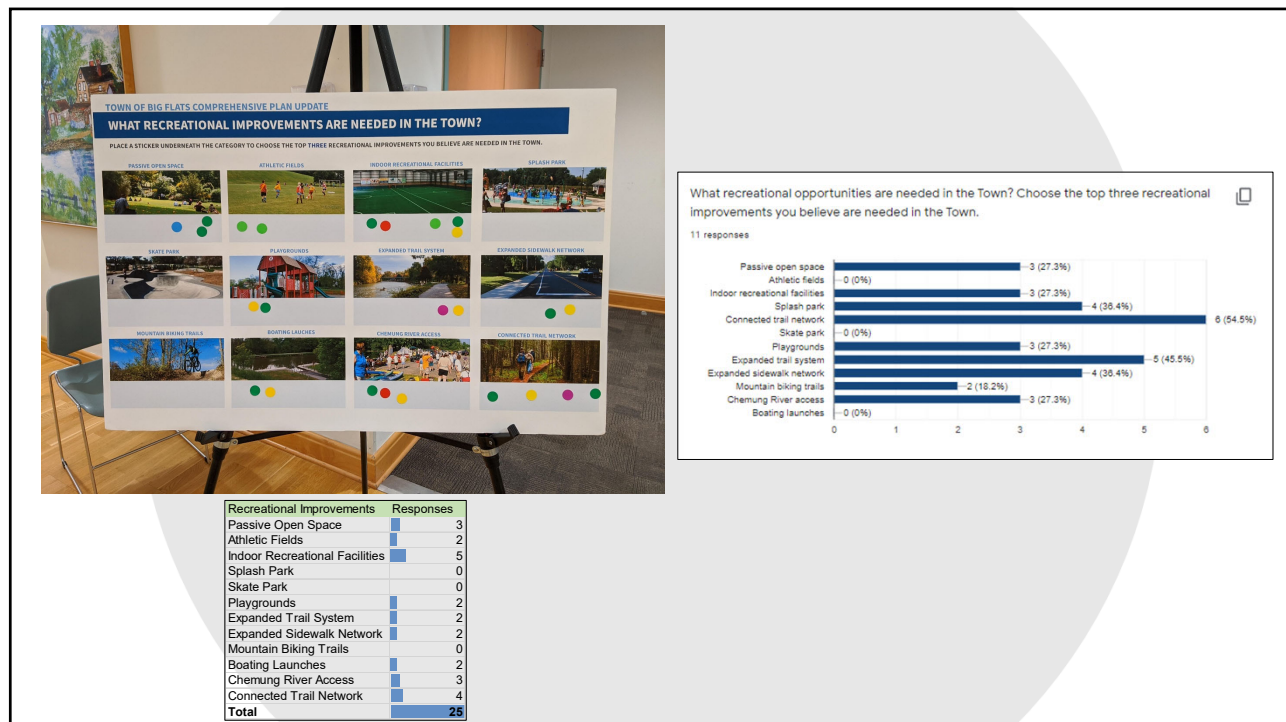 TOWN OF BIG FLATS COMPREHENSIVE PLAN UPDATE
WHAT RECREATIONAL IMPROVEMENTS ARE NEEDED IN THE TOWN?
PLACE A STICKER UNDERNEATH THE CATEGORY TO CHOOSE THE TOP THREE RECREATIONAL IMPROVEMENTS YOU BELIEVE ARE NEEDED IN THE TOWN.
PASSIVE OPEN SPACE ATHLETIC FIELDS INDOOR RECREATIONAL FACILITIES SPLASH PARK
SKATE PARK PLAYGROUNDS EXPANDED TRAIL SYSTEM EXPANDED SIDEWALK NETWORK
MOUNTAIN BIKING TRAILS BOATING LAUCHES CHEMUNG RIVER ACCESS CONNECTED TRAIL NETWORK
What recreational opportunities are needed in the Town? Choose the top three recreational
improvements you believe are needed in the Town.
11 responses
Passive open space 3 (27.3%)
Athletic fields 0 (0%)
Indoor recreational facilities 3 (27.3%)
Splash park 4 (36.4%)
Connected trail network 6 (54.5%)
Skate park 0 (0%)
Playgrounds 3 (27.3%)
Expanded trail system 5 (45.5%)
Expanded sidewalk network 4 (36.4%)
Mountain biking trails 2 (18.2%)
Chemung River access 3 (27.3%)
Boating launches 0 (0%)
0 1 2 3 4 5 6
Recreational Improvements Responses
Passive Open Space 3
Athletic Fields 2
Indoor Recreational Facilities 5
Splash Park 0
Skate Park 0
Playgrounds 2
Expanded Trail System 2
Expanded Sidewalk Network 2
Mountain Biking Trails 0
Boating Launches 2
Chemung River Access 3
Connected Trail Network 4
Total 25